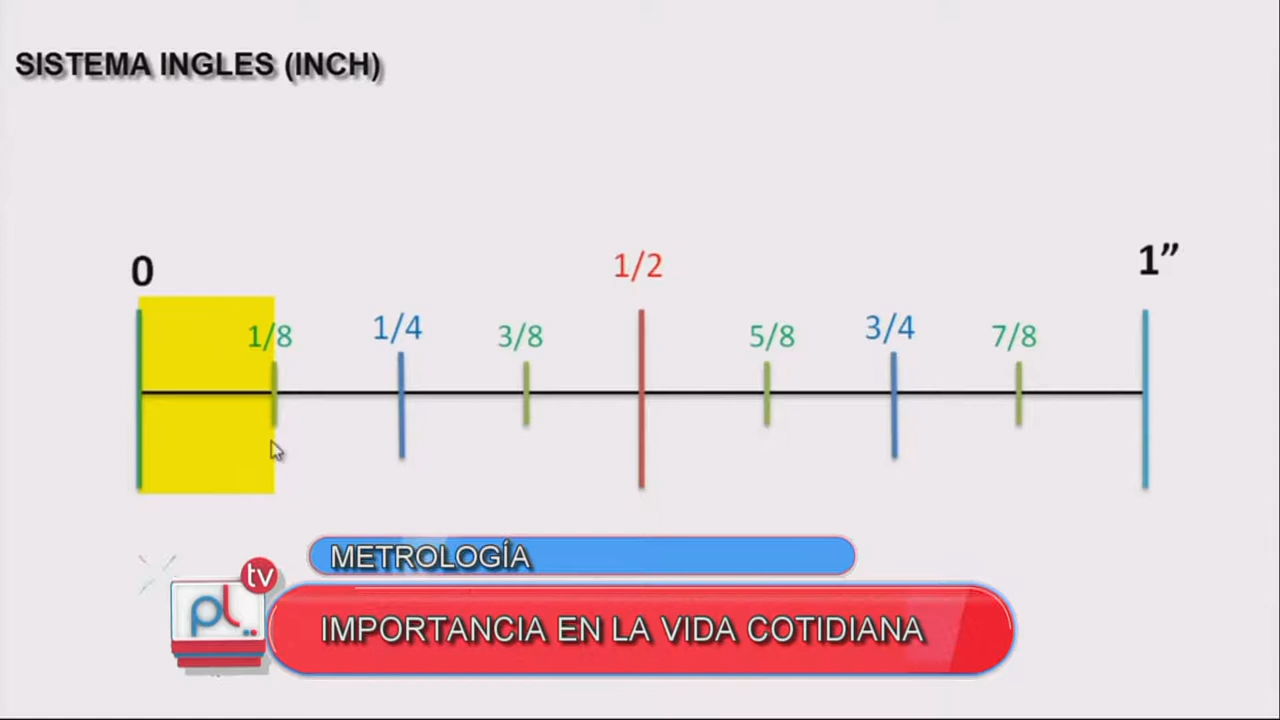 SISTEMA INGLES (INCH)
0 1/8 1/4 3/8 1/2 5/8 3/4 7/8 1”
METROLOGÍA
tv
pl..
IMPORTANCIA EN LA VIDA COTIDIANA